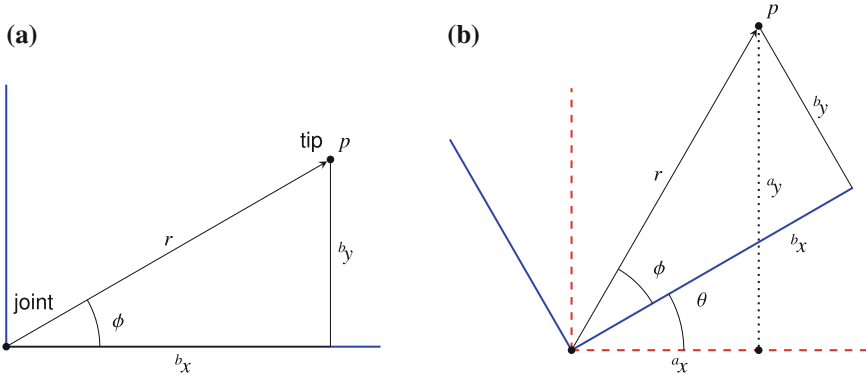 (a)
tip p
r
ᵇy
joint
ϕ
ᵇx
(b)
p
ᵇy
r
ᵃy
ᵇx
ϕ
θ
ᵃx